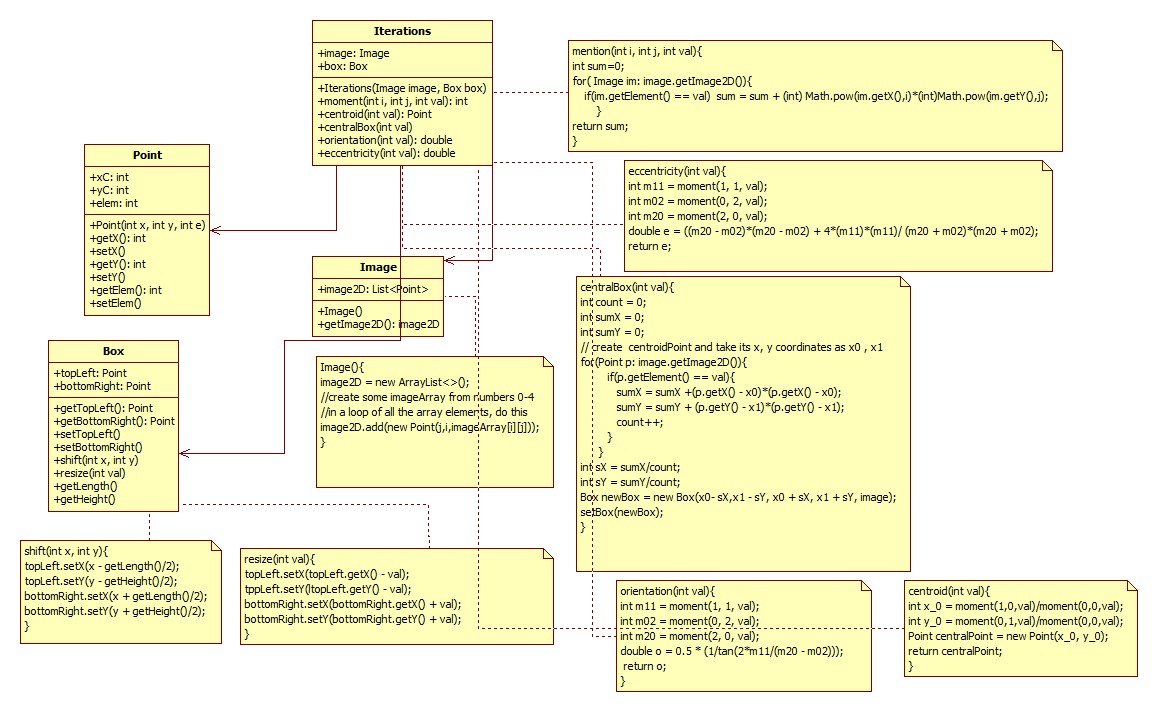 Iterations
+image: Image
+box: Box
+Iterations(Image image, Box box)
+moment(int i, int j, int val): int
+centroid(int val): Point
+centralBox(int val)
+orientation(int val): double
+eccentricity(int val): double
mention(int i, int j, int val){
int sum=0;
for( Image im: image.getImage2D()){
if(im.getElement() == val) sum = sum + (int) Math.pow(im.getX(),i)*(int)Math.pow(im.getY(),j);
}
return sum;
}
Point
+xC: int
+yC: int
+elem: int
+Point(int x, int y, int e)
+getX(): int
+setX()
+getY(): int
+setY()
+getElem(): int
+setElem()
eccentricity(int val){
int m11 = moment(1, 1, val);
int m02 = moment(0, 2, val);
int m20 = moment(2, 0, val);
double e = ((m20 - m02)*(m20 - m02) + 4*(m11)*(m11)/ (m20 + m02)*(m20 + m02);
return e;
Image
+image2D: List<Point>
+Image()
+getImage2D(): image2D
centralBox(int val){
int count = 0;
int sumX = 0;
int sumY = 0;
// create centroidPoint and take its x, y coordinates as x0 , x1
for(Point p: image.getImage2D()){
if(p.getElement() == val){
sumX = sumX +(p.getX() - x0)*(p.getX() - x0);
sumY = sumY + (p.getY() - x1)*(p.getY() - x1);
count++;
}
}
int sX = sumX/count;
int sY = sumY/count;
Box newBox = new Box(x0- sX,x1 - sY, x0 + sX, x1 + sY, image);
setBox(newBox);
}
Box
+topLeft: Point
+bottomRight: Point
+getTopLeft(): Point
+getBottomRight(): Point
+setTopLeft()
+setBottomRight()
+shift(int x, int y)
+resize(int val)
+getLength()
+getHeight()
Image(){
image2D = new ArrayList<>();
//create some imageArray from numbers 0-4
//in a loop of all the array elements, do this
image2D.add(new Point(j,i,imageArray[i][j]));
}
shift(int x, int y){
topLeft.setX(x - getLength()/2);
topLeft.setY(y - getHeight()/2);
bottomRight.setX(x + getLength()/2);
bottomRight.setY(y + getHeight()/2);
}
resize(int val){
topLeft.setX(topLeft.getX() - val);
tppLeft.setY(ltopLeft.getY() - val);
bottomRight.setX(bottomRight.getX() + val);
bottomRight.setY(bottomRight.getY() + val);
}
orientation(int val){
int m11 = moment(1, 1, val);
int m02 = moment(0, 2, val);
int m20 = moment(2, 0, val);
double o = 0.5 * (1/tan(2*m11/(m20 - m02)));
return o;
}
centroid(int val){
int x_0 = moment(1,0,val)/moment(0,0,val);
int y_0 = moment(0,1,val)/moment(0,0,val);
Point centralPoint = new Point(x_0, y_0);
return centralPoint;
}